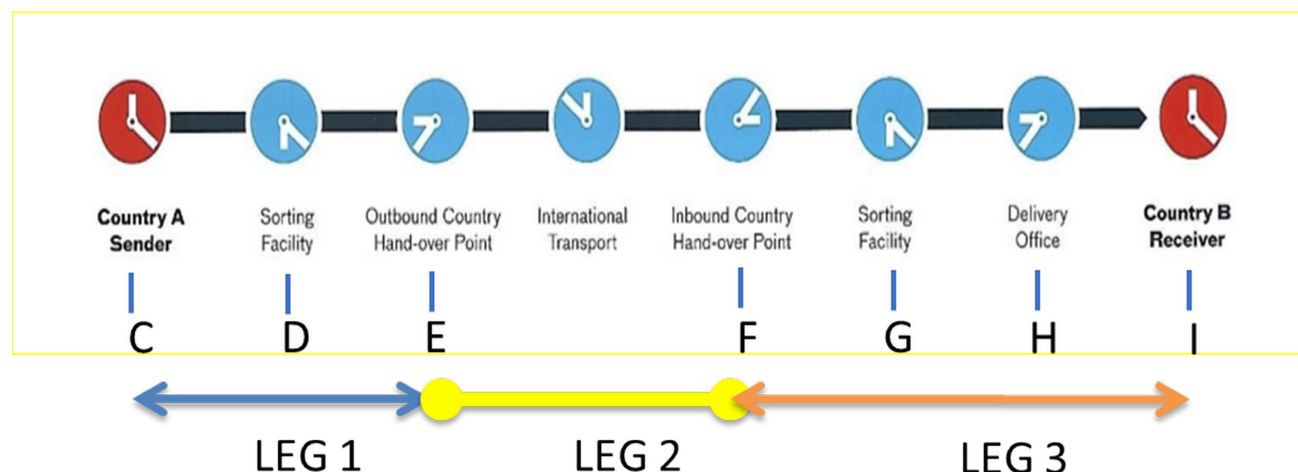 Country A
Sender
Sorting
Facility
Outbound Country
Hand-over Point
International
Transport
Inbound Country
Hand-over Point
Sorting
Facility
Delivery
Office
Country B
Receiver
C D E F G H I
LEG 1 LEG 2 LEG 3